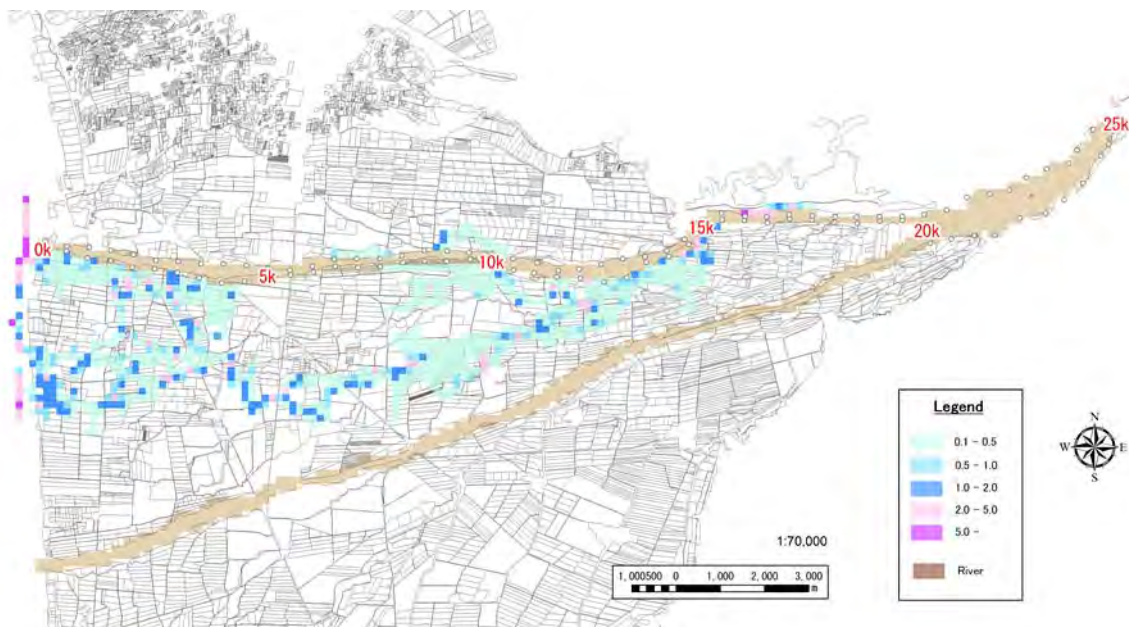 25k
15k
20k
0k
5k
10k
Legend
0.1 - 0.5
0.5 - 1.0
1.0 - 2.0
2.0 - 5.0
5.0 -
River
N
W E
S
1:70,000
1,000500 0 1,000 2,000 3,000
m